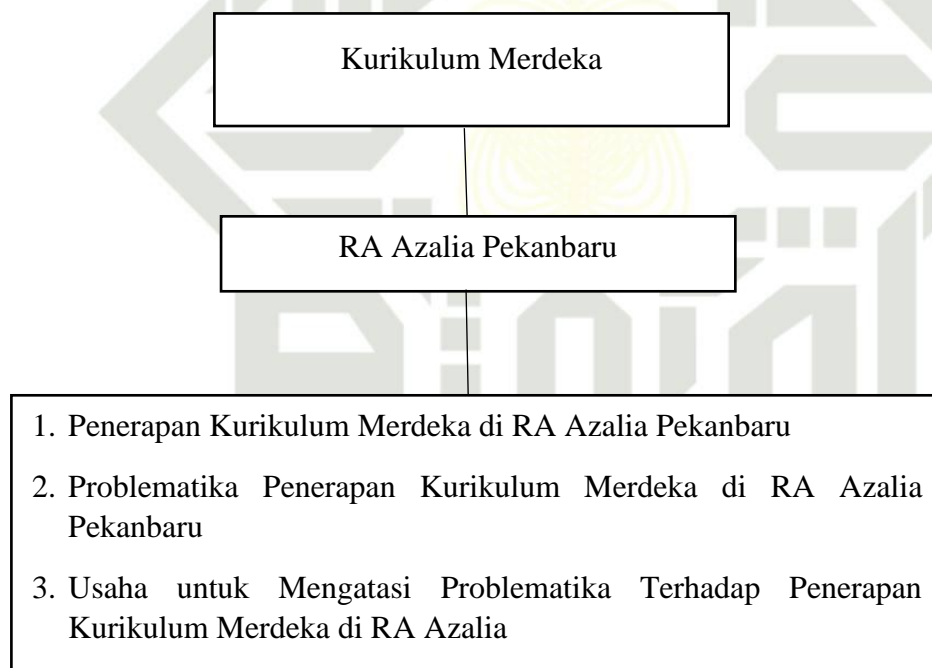 Kurikulum Merdeka
RA Azalia Pekanbaru
1. Penerapan Kurikulum Merdeka di RA Azalia Pekanbaru
2. Problematika Penerapan Kurikulum Merdeka di RA Azalia
Pekanbaru
3. Usaha untuk Mengatasi Problematika Terhadap Penerapan
Kurikulum Merdeka di RA Azalia